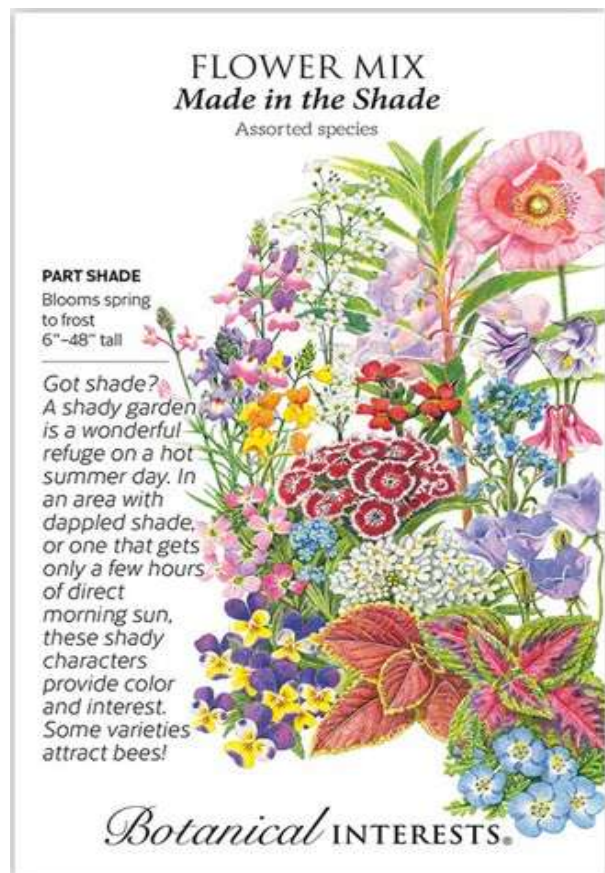 FLOWER MIX
Made in the Shade
Assorted species
PART SHADE
Blooms spring
to frost
6"–48" tall
Got shade?
A shady garden
is a wonderful
refuge on a hot
summer day. In
an area with
dappled shade,
or one that gets
only a few hours
of direct
morning sun,
these shady
characters
provide color
and interest.
Some varieties
attract bees!
Botanical INTERESTS®